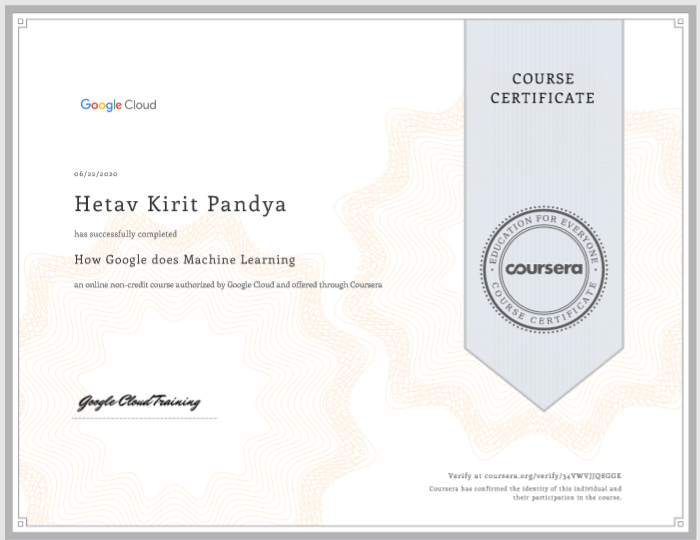 COURSE
CERTIFICATE
Google Cloud
06/22/2020
Hetav Kirit Pandya
has successfully completed
How Google does Machine Learning
an online non-credit course authorized by Google Cloud and offered through Coursera
EDUCATION FOR EVERYONE
coursera
COURSE CERTIFICATE
Google Cloud Training
Verify at coursera.org/verify/34VWVJJQ8GGK
Coursera has confirmed the identity of this individual and
their participation in the course.